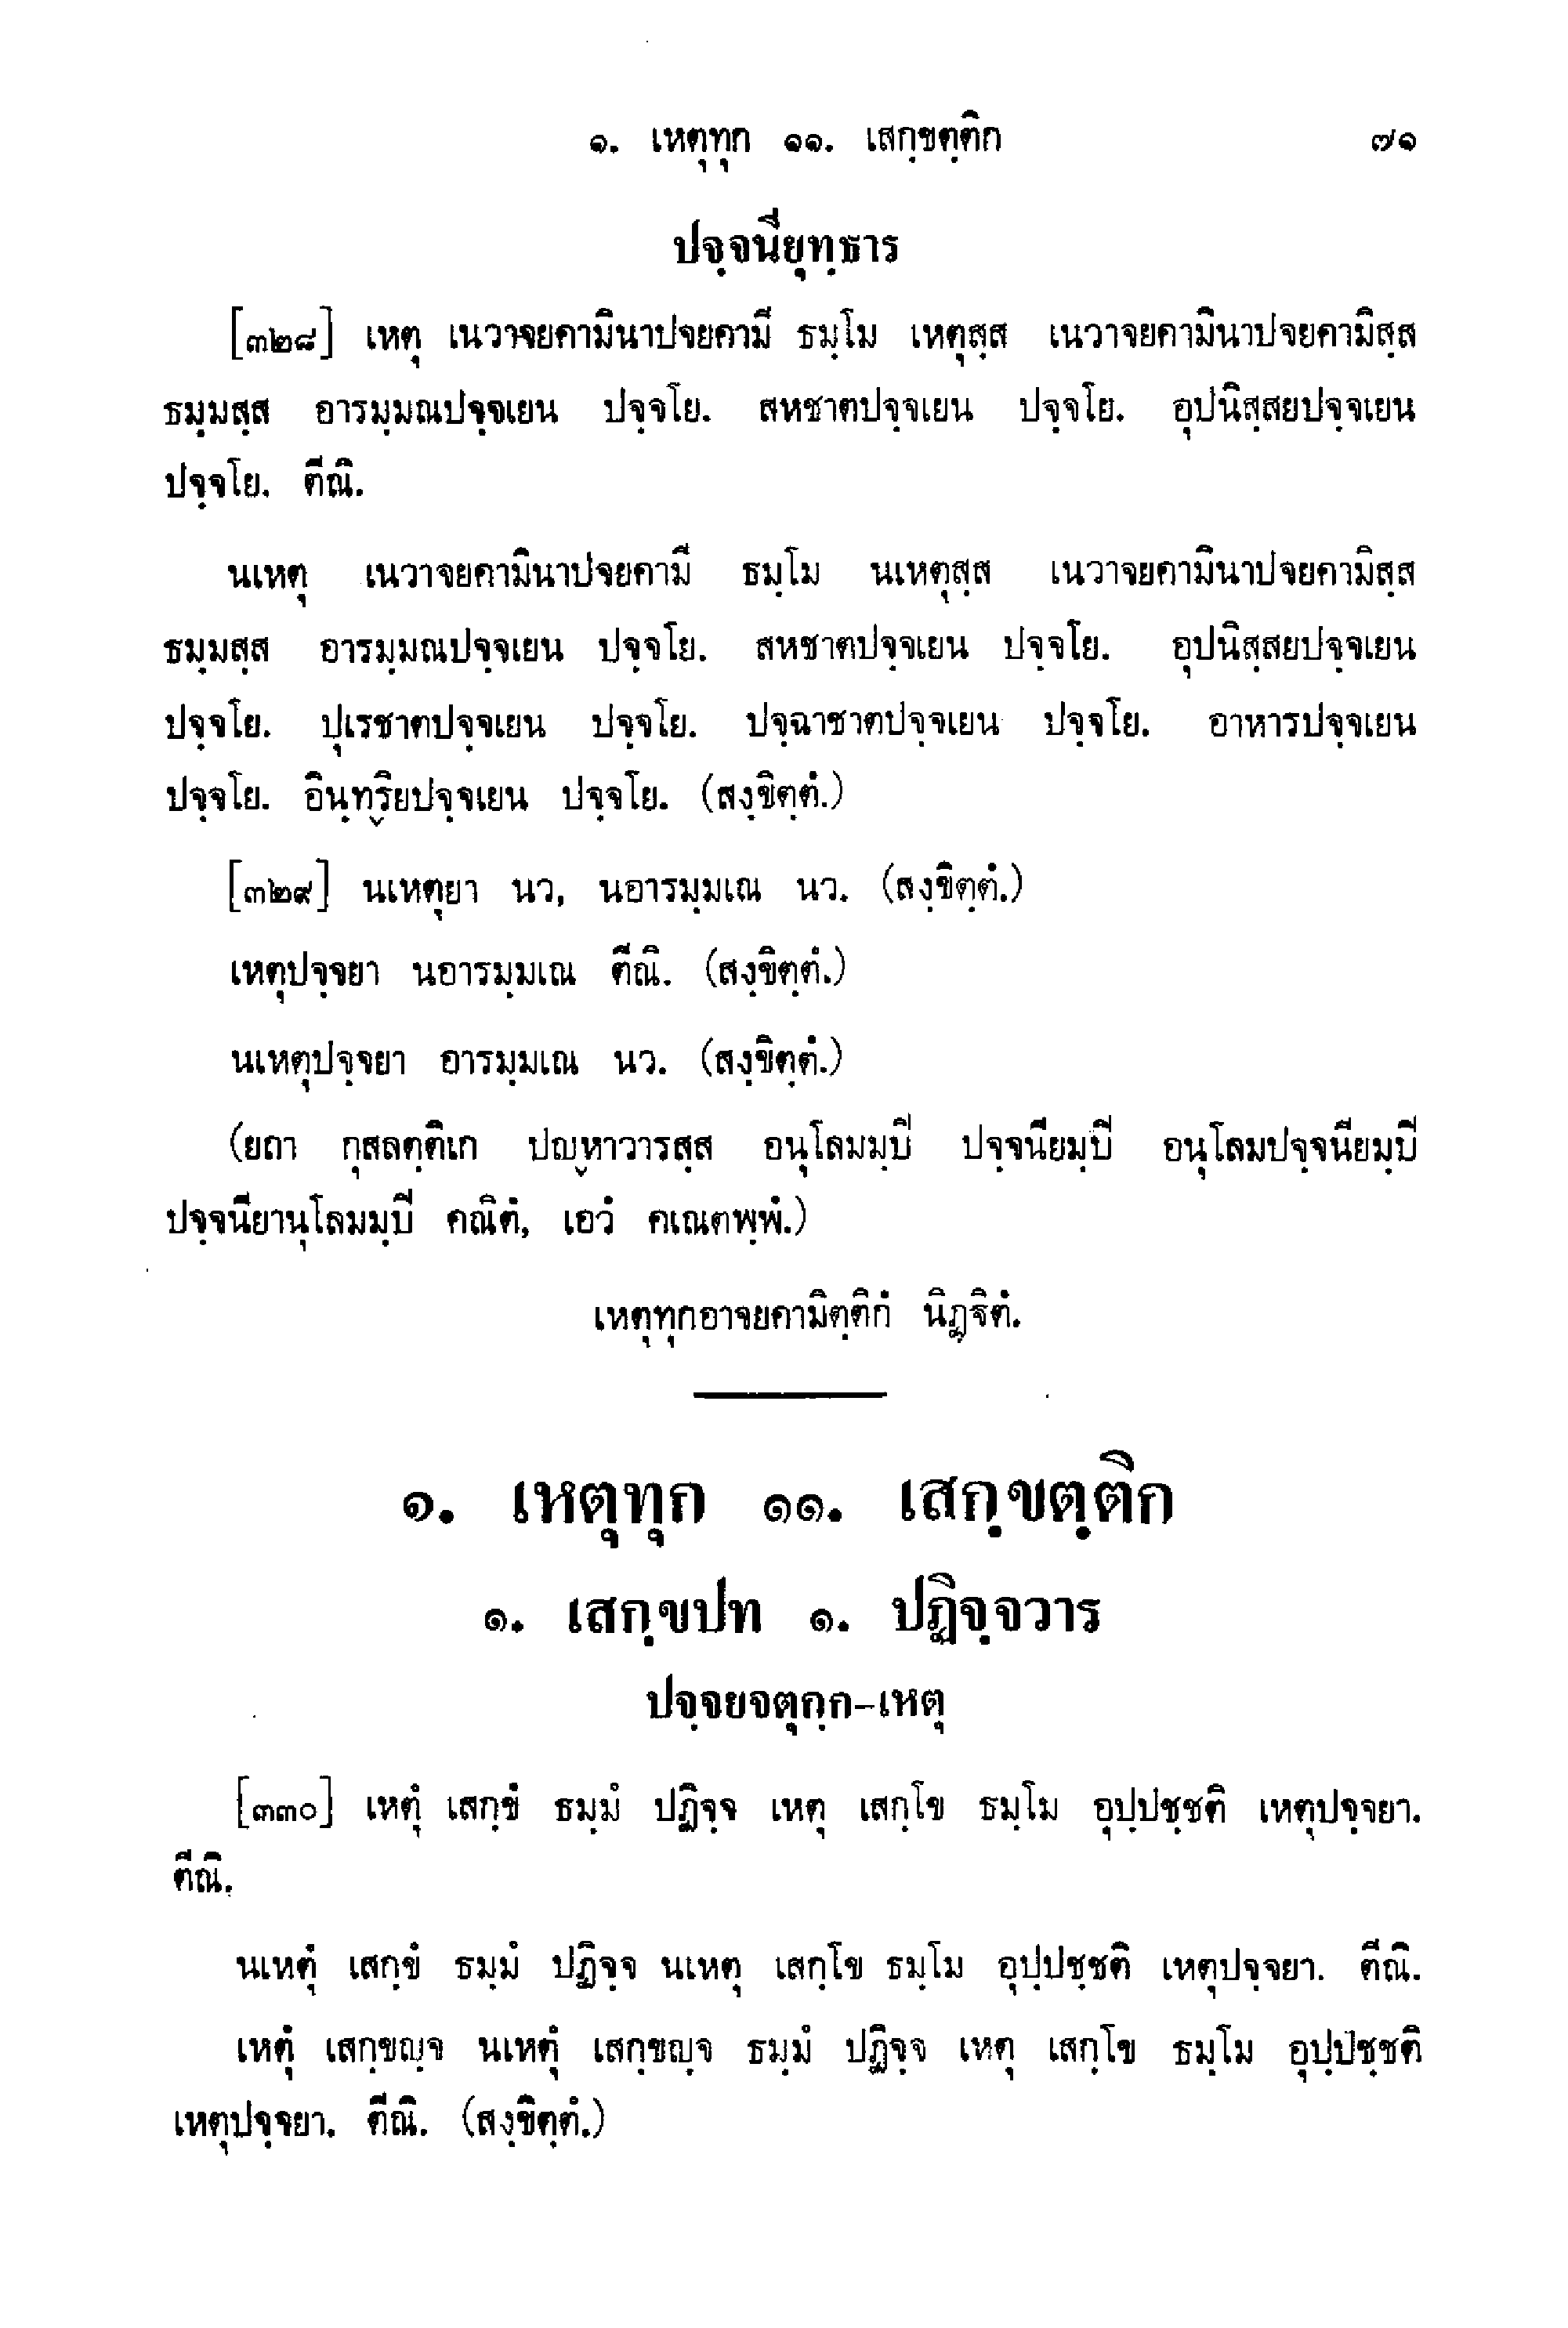 ๑. เหตุทุก ๑๑. เสกฺขตฺติก ๗๑
ปจฺจนียุทฺธาร
[๓๒๘] เหตุ เนวาจยคามินาปจยคามี ธมฺโม เหตุสฺส เนวาจยคามินาปจยคามิสฺส
ธมฺมสฺส อารมฺมณปจฺจเยน ปจฺจโย. สหชาตปจฺจเยน ปจฺจโย. อุปนิสฺสยปจฺจเยน
ปจฺจโย. ตีณิ.
นเหตุ เนวาจยคามินาปจยคามี ธมฺโม นเหตุสฺส เนวาจยคามินาปจยคามิสฺส
ธมฺมสฺส อารมฺมณปจฺจเยน ปจฺจโย. สหชาตปจฺจเยน ปจฺจโย. อุปนิสฺสยปจฺจเยน
ปจฺจโย. ปุเรชาตปจฺจเยน ปจฺจโย. ปจฺฉาชาตปจฺจเยน ปจฺจโย. อาหารปจฺจเยน
ปจฺจโย. อินฺทฺริยปจฺจเยน ปจฺจโย. (สงฺขิตฺตํ.)
[๓๒๙] นเหตุยา นว, นอารมฺมเณ นว. (สงฺขิตฺตํ.)
เหตุปจฺจยา นอารมฺมเณ ตีณิ. (สงฺขิตฺตํ.)
นเหตุปจฺจยา อารมฺมเณ นว. (สงฺขิตฺตํ.)
(ยถา กุสลตฺติเก ปญฺหาวารสฺส อนุโลมมฺปิ ปจฺจนียมฺปิ อนุโลมปจฺจนียมฺปิ
ปจฺจนียานุโลมมฺปิ คณิตํ, เอวํ คเณตพฺพํ.)
เหตุทุกอาจยคามิตฺติกํ นิฏฺฐิตํ.
๑. เหตุทุก ๑๑. เสกฺขตฺติก
๑. เสกฺขปท ๑. ปฏิจฺจวาร
ปจฺจยจตุกฺก-เหตุ
[๓๓๐] เหตุํ เสกฺขํ ธมฺมํ ปฏิจฺจ เหตุ เสกฺโข ธมฺโม อุปฺปชฺชติ เหตุปจฺจยา.
ตีณิ.
นเหตุํ เสกฺขํ ธมฺมํ ปฏิจฺจ นเหตุ เสกฺโข ธมฺโม อุปฺปชฺชติ เหตุปจฺจยา. ตีณิ.
เหตุํ เสกฺขญฺจ นเหตุํ เสกฺขญฺจ ธมฺมํ ปฏิจฺจ เหตุ เสกฺโข ธมฺโม อุปฺปชฺชติ
เหตุปจฺจยา. ตีณิ. (สงฺขิตฺตํ.)